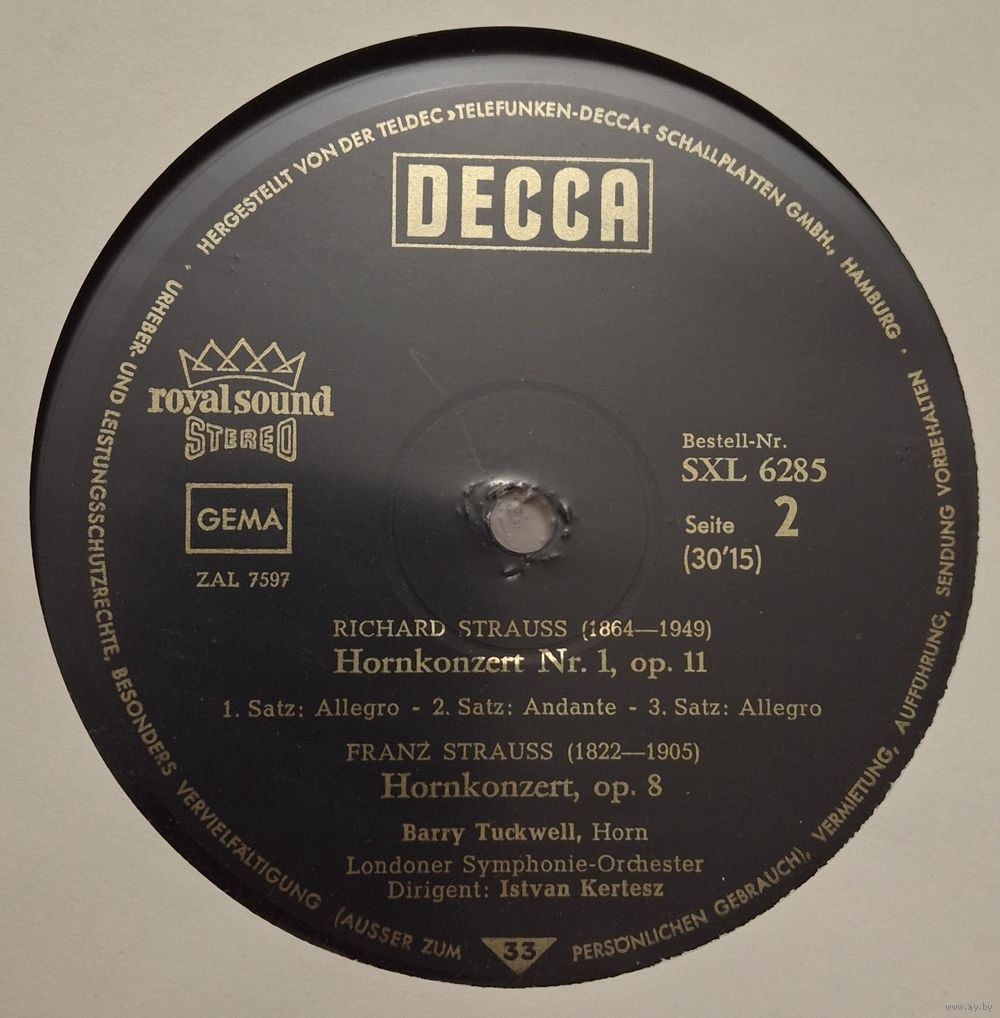 HERGESTELLT VON DER TELDEC »TELEFUNKEN-DECCA« SCHALLPLATTEN GMBH., HAMBURG ·
URHEBER- UND LEISTUNGSSCHUTZRECHTE, BESONDERS VERVIELFÄLTIGUNG (AUSSER ZUM PERSÖNLICHEN GEBRAUCH), VERMIETUNG, AUFFÜHRUNG, SENDUNG VORBEHALTEN ·
DECCA
royal sound
STEREO
GEMA
ZAL 7597
Bestell-Nr.
SXL 6285
Seite 2
(30'15)
RICHARD STRAUSS (1864—1949)
Hornkonzert Nr. 1, op. 11
1. Satz: Allegro - 2. Satz: Andante - 3. Satz: Allegro
FRANZ STRAUSS (1822—1905)
Hornkonzert, op. 8
Barry Tuckwell, Horn
Londoner Symphonie-Orchester
Dirigent: Istvan Kertesz
33
www.ay.by